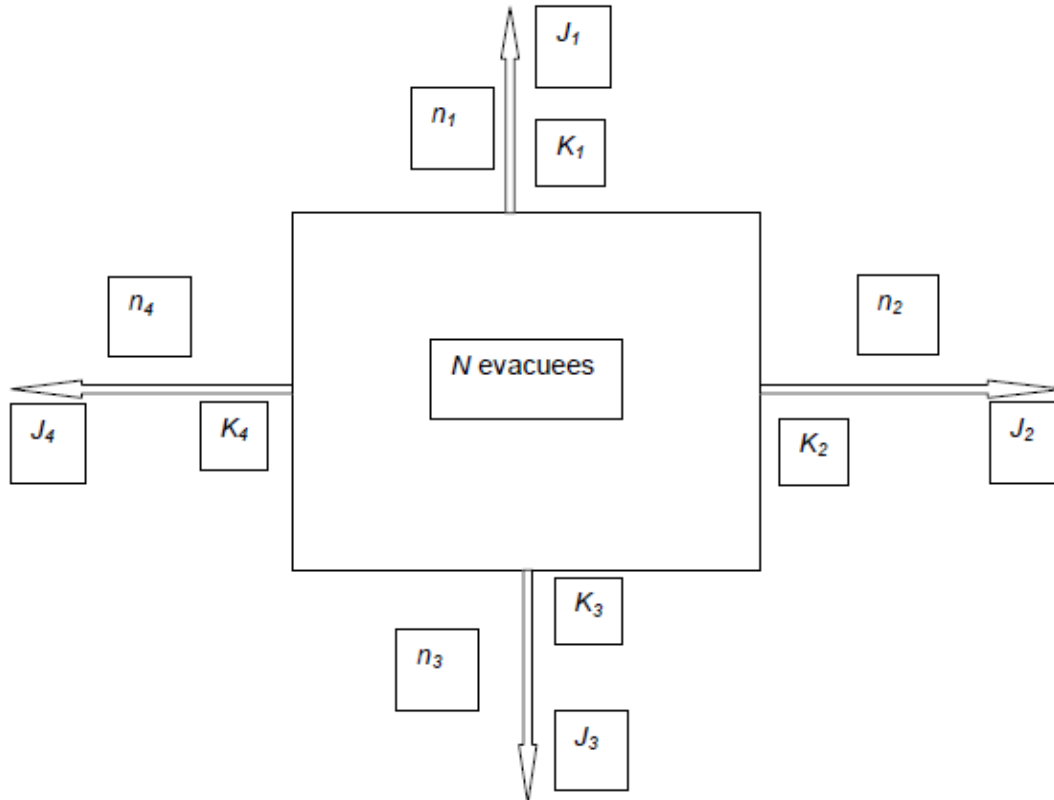 J₁
n₁
K₁
n₄
n₂
N evacuees
J₄
K₄
K₂
J₂
K₃
n₃
J₃